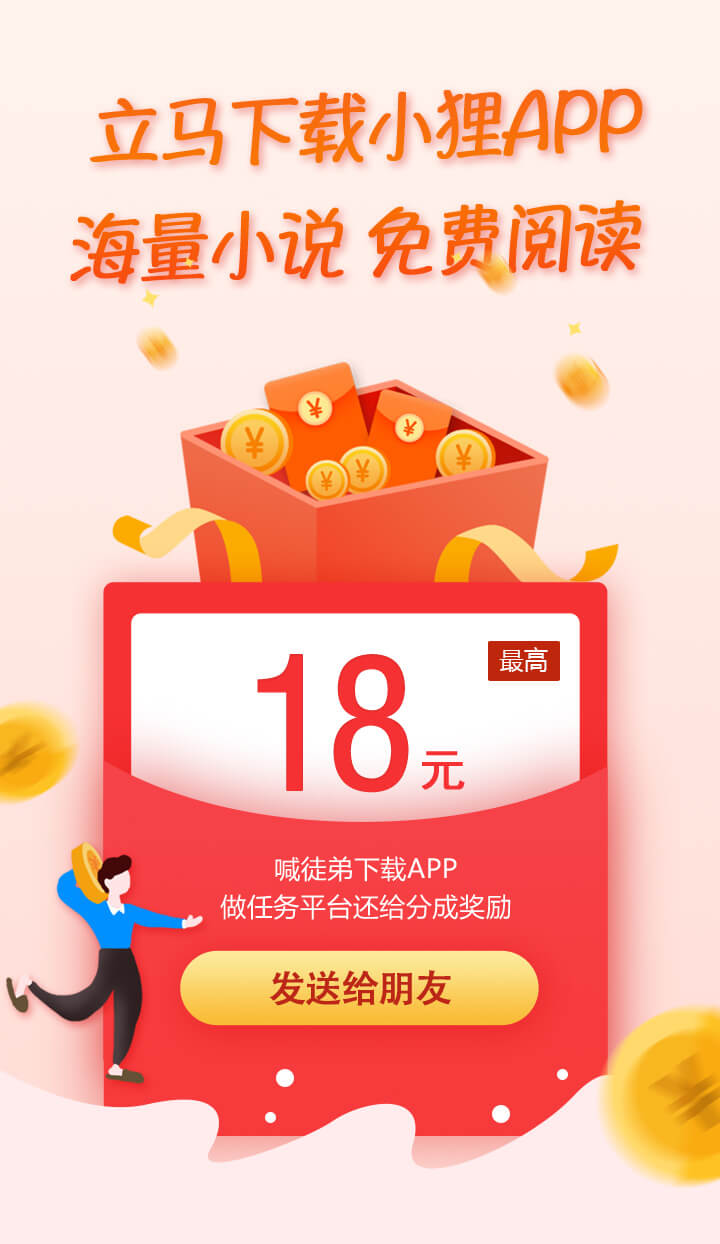 立马下载小狸APP
海量小说 免费阅读
¥ ¥
¥ ¥ ¥ ¥
最高
18元
喊徒弟下载APP
做任务平台还给分成奖励
发送给朋友